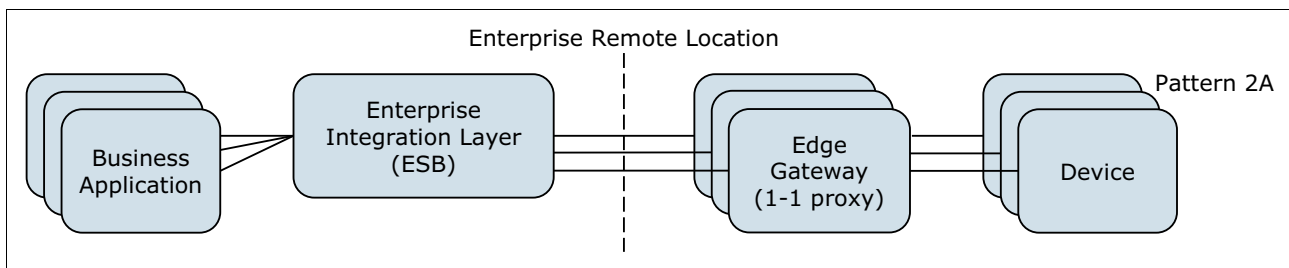 Enterprise Remote Location
Pattern 2A
Enterprise
Integration Layer
(ESB)
Business
Application
Edge
Gateway
(1-1 proxy)
Device